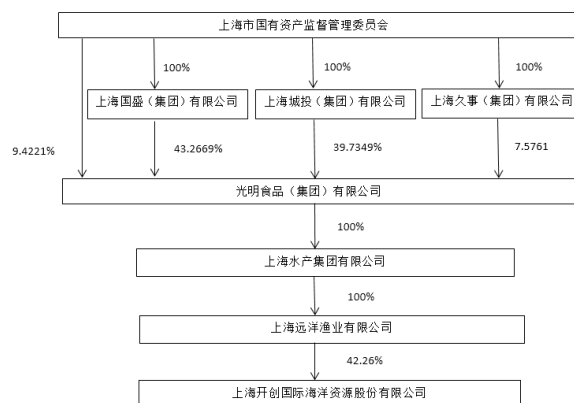 上海市国有资产监督管理委员会
100% 100% 100%
上海国盛（集团）有限公司 上海城投（集团）有限公司 上海久事（集团）有限公司
9.4221% 43.2669% 39.7349% 7.5761
光明食品（集团）有限公司
100%
上海水产集团有限公司
100%
上海远洋渔业有限公司
42.26%
上海开创国际海洋资源股份有限公司